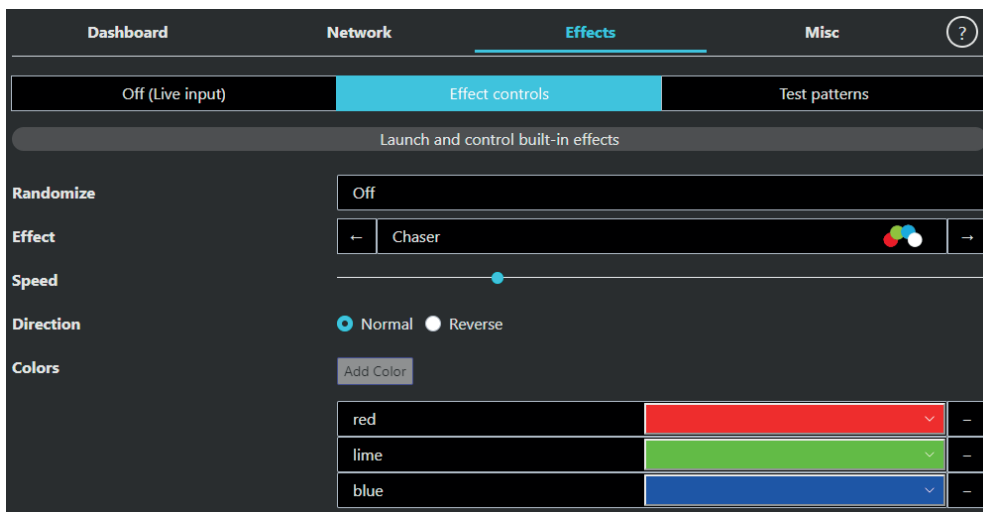 Dashboard Network Effects Misc ?
Off (Live input) Effect controls Test patterns
Launch and control built-in effects
Randomize Off
Effect ← Chaser →
Speed
Direction Normal Reverse
Colors Add Color
red −
lime −
blue −